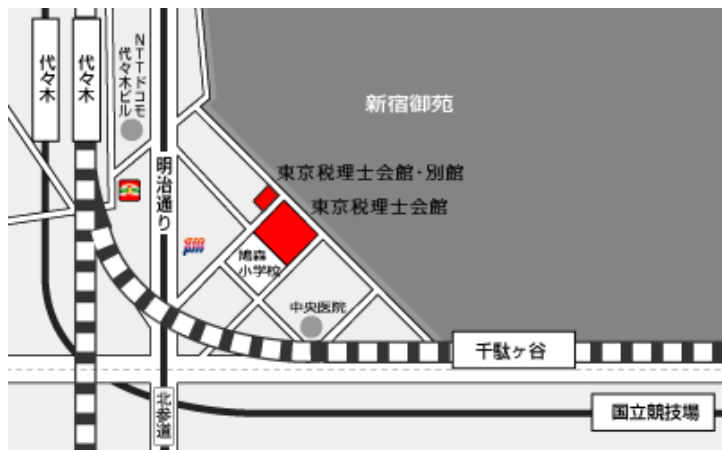 代々木
代々木
NTTドコモ
代々木ビル
新宿御苑
明治通り
東京税理士会館・別館
東京税理士会館
am
pm
鳩森
小学校
中央医院
千駄ヶ谷
北参道
国立競技場